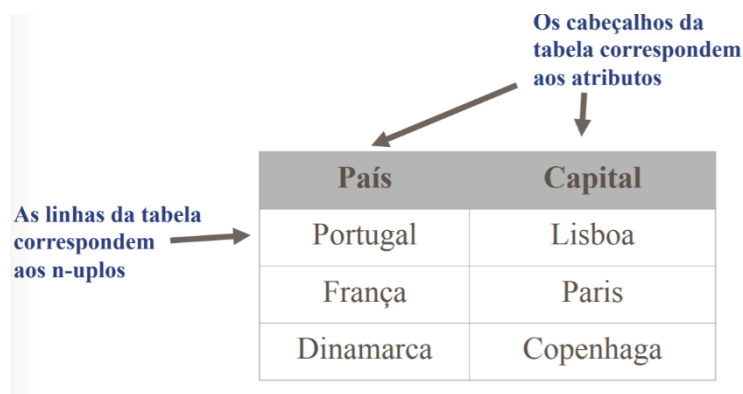 Os cabeçalhos da
tabela correspondem
aos atributos
As linhas da tabela
correspondem
aos n-uplos
País Capital
Portugal Lisboa
França Paris
Dinamarca Copenhaga